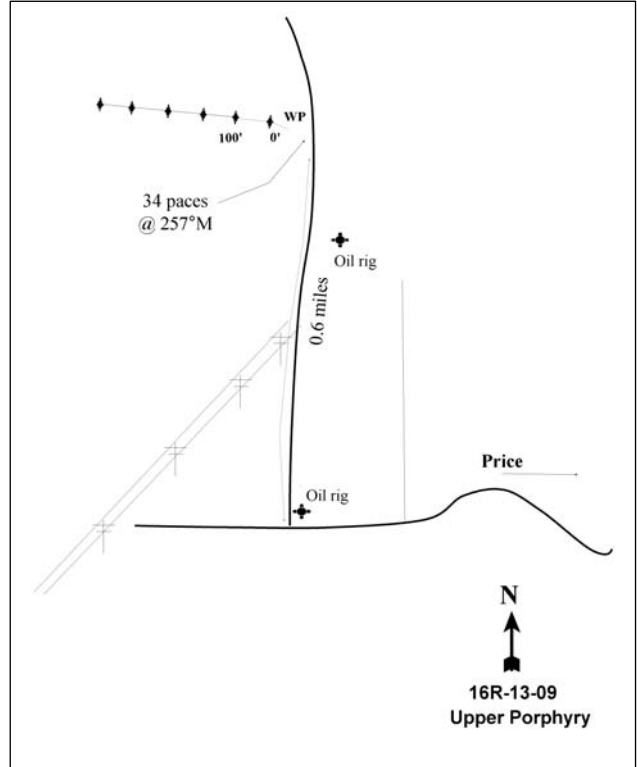 WP
100' 0'
34 paces
@ 257°M
Oil rig
0.6 miles
Price
Oil rig
N
16R-13-09
Upper Porphyry